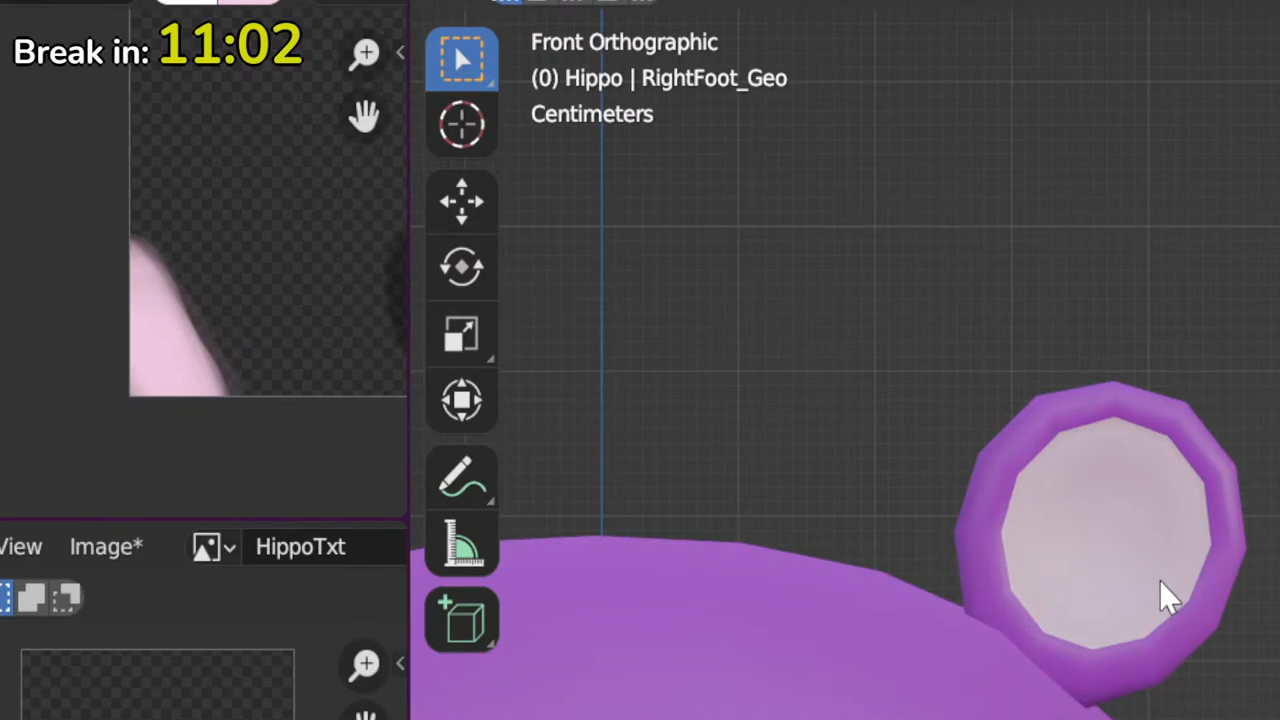 Break in: 11:02
Front Orthographic
(0) Hippo | RightFoot_Geo
Centimeters
View Image* HippoTxt